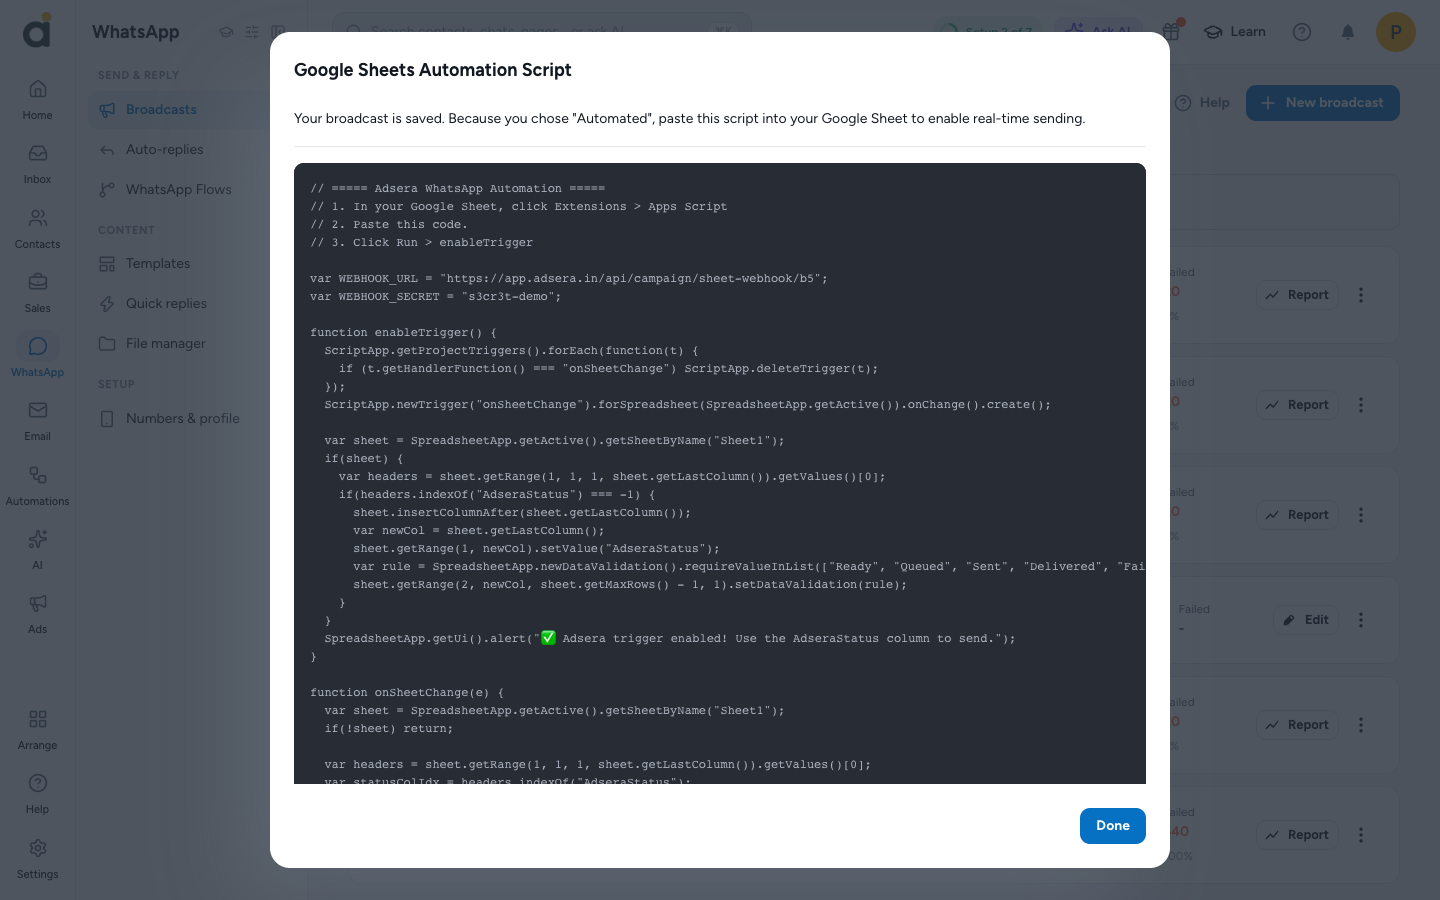 WhatsApp
SEND & REPLY
Broadcasts
Auto-replies
WhatsApp Flows
CONTENT
Templates
Quick replies
File manager
SETUP
Numbers & profile
Home
Inbox
Contacts
Sales
WhatsApp
Email
Automations
AI
Ads
Arrange
Help
Settings
Learn
P
Help
New broadcast
Google Sheets Automation Script
Your broadcast is saved. Because you chose "Automated", paste this script into your Google Sheet to enable real-time sending.
// ===== Adsera WhatsApp Automation =====
// 1. In your Google Sheet, click Extensions > Apps Script
// 2. Paste this code.
// 3. Click Run > enableTrigger
var WEBHOOK_URL = "https://app.adsera.in/api/campaign/sheet-webhook/b5";
var WEBHOOK_SECRET = "s3cr3t-demo";
function enableTrigger() {
  ScriptApp.getProjectTriggers().forEach(function(t) {
    if (t.getHandlerFunction() === "onSheetChange") ScriptApp.deleteTrigger(t);
  });
  ScriptApp.newTrigger("onSheetChange").forSpreadsheet(SpreadsheetApp.getActive()).onChange().create();
  var sheet = SpreadsheetApp.getActive().getSheetByName("Sheet1");
  if(sheet) {
    var headers = sheet.getRange(1, 1, 1, sheet.getLastColumn()).getValues()[0];
    if(headers.indexOf("AdseraStatus") === -1) {
      sheet.insertColumnAfter(sheet.getLastColumn());
      var newCol = sheet.getLastColumn();
      sheet.getRange(1, newCol).setValue("AdseraStatus");
      var rule = SpreadsheetApp.newDataValidation().requireValueInList(["Ready", "Queued", "Sent", "Delivered", "Fai
      sheet.getRange(2, newCol, sheet.getMaxRows() - 1, 1).setDataValidation(rule);
    }
  }
  SpreadsheetApp.getUi().alert("✅ Adsera trigger enabled! Use the AdseraStatus column to send.");
}
function onSheetChange(e) {
  var sheet = SpreadsheetApp.getActive().getSheetByName("Sheet1");
  if(!sheet) return;
  var headers = sheet.getRange(1, 1, 1, sheet.getLastColumn()).getValues()[0];
  var statusColIdx = headers.indexOf("AdseraStatus");
Done
Report
Report
Report
Failed
-
Edit
Report
Report